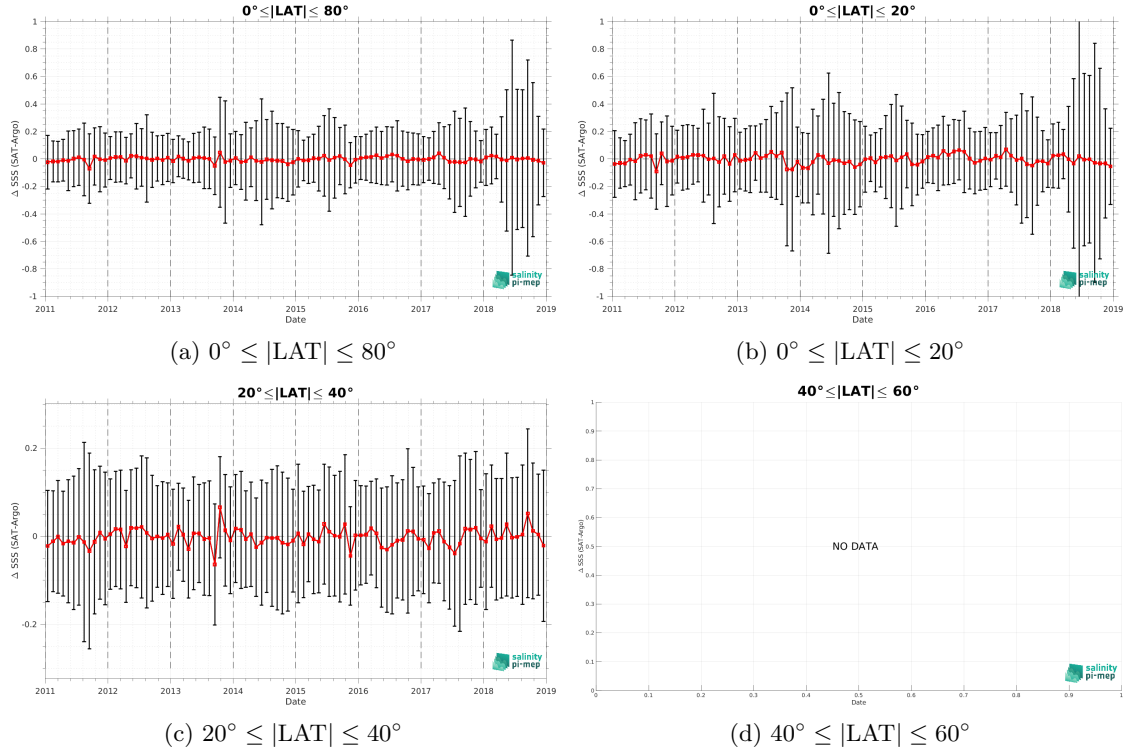 0°≤|LAT|≤ 80°
Δ SSS (SAT-Argo)
1
0.8
0.6
0.4
0.2
0
-0.2
-0.4
-0.6
-0.8
-1
2011 2012 2013 2014 2015 2016 2017 2018 2019
Date
salinity
pi-mep
(a) 0° ≤ |LAT| ≤ 80°
0°≤|LAT|≤ 20°
Δ SSS (SAT-Argo)
1
0.8
0.6
0.4
0.2
0
-0.2
-0.4
-0.6
-0.8
-1
2011 2012 2013 2014 2015 2016 2017 2018 2019
Date
salinity
pi-mep
(b) 0° ≤ |LAT| ≤ 20°
20°≤|LAT|≤ 40°
Δ SSS (SAT-Argo)
0.2
0
-0.2
2011 2012 2013 2014 2015 2016 2017 2018 2019
Date
salinity
pi-mep
(c) 20° ≤ |LAT| ≤ 40°
40°≤|LAT|≤ 60°
Δ SSS (SAT-Argo)
1
0.9
0.8
0.7
0.6
0.5
0.4
0.3
0.2
0.1
0
NO DATA
0 0.1 0.2 0.3 0.4 0.5 0.6 0.7 0.8 0.9 1
Date
salinity
pi-mep
(d) 40° ≤ |LAT| ≤ 60°